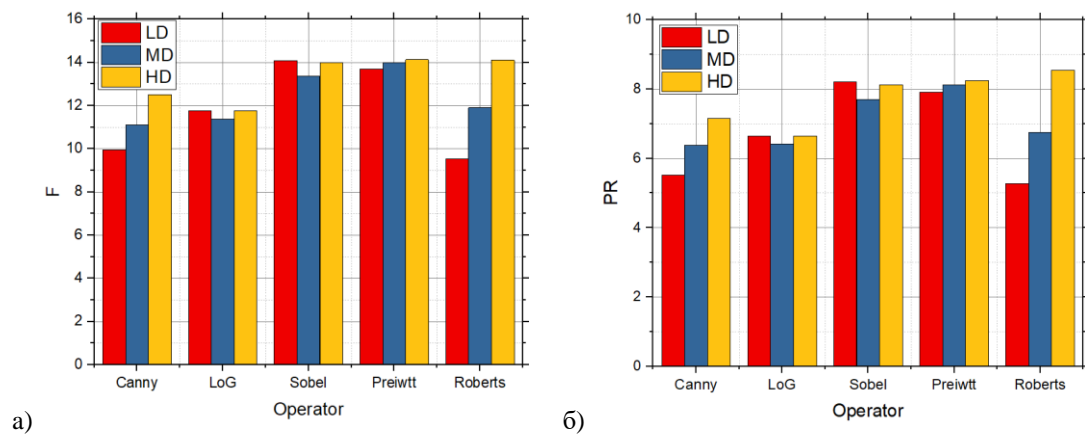 16
14
12
10
8
6
4
2
0
F
LD
MD
HD
Canny LoG Sobel Preiwtt Roberts
Operator
а)
10
8
6
4
2
0
PR
LD
MD
HD
Canny LoG Sobel Preiwtt Roberts
Operator
б)